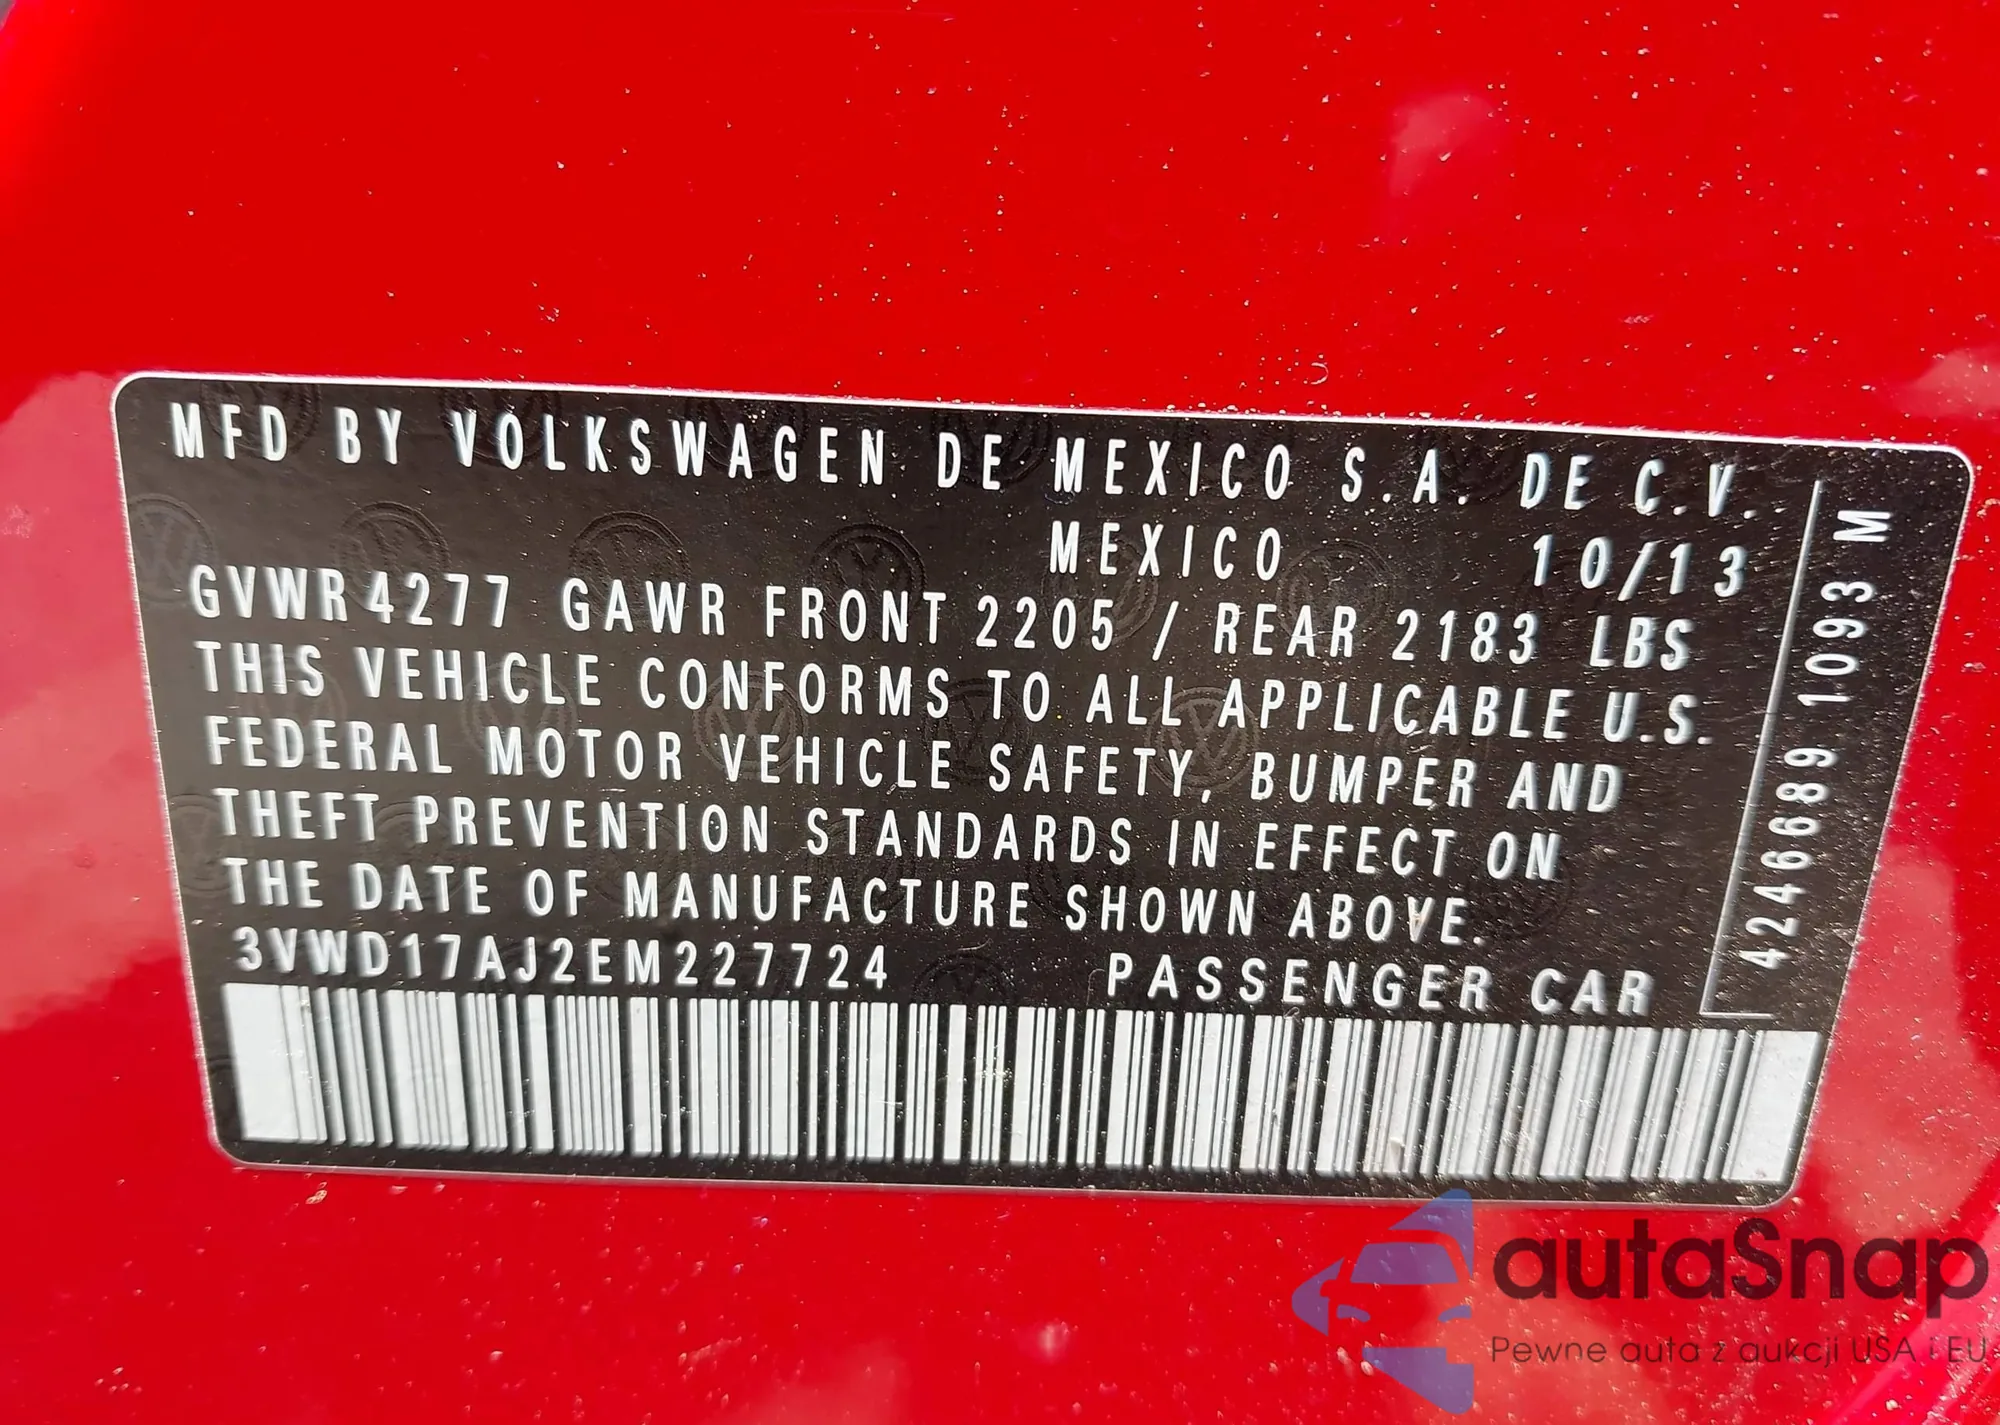 MFD BY VOLKSWAGEN DE MEXICO S.A. DE C.V.
MEXICO 10/13
GVWR 4277 GAWR FRONT 2205 / REAR 2183 LBS
THIS VEHICLE CONFORMS TO ALL APPLICABLE U.S.
FEDERAL MOTOR VEHICLE SAFETY, BUMPER AND
THEFT PREVENTION STANDARDS IN EFFECT ON
THE DATE OF MANUFACTURE SHOWN ABOVE.
3VWD17AJ2EM227724 PASSENGER CAR
4246689 1093 M
autaSnap
Pewne auta z aukcji USA i EU